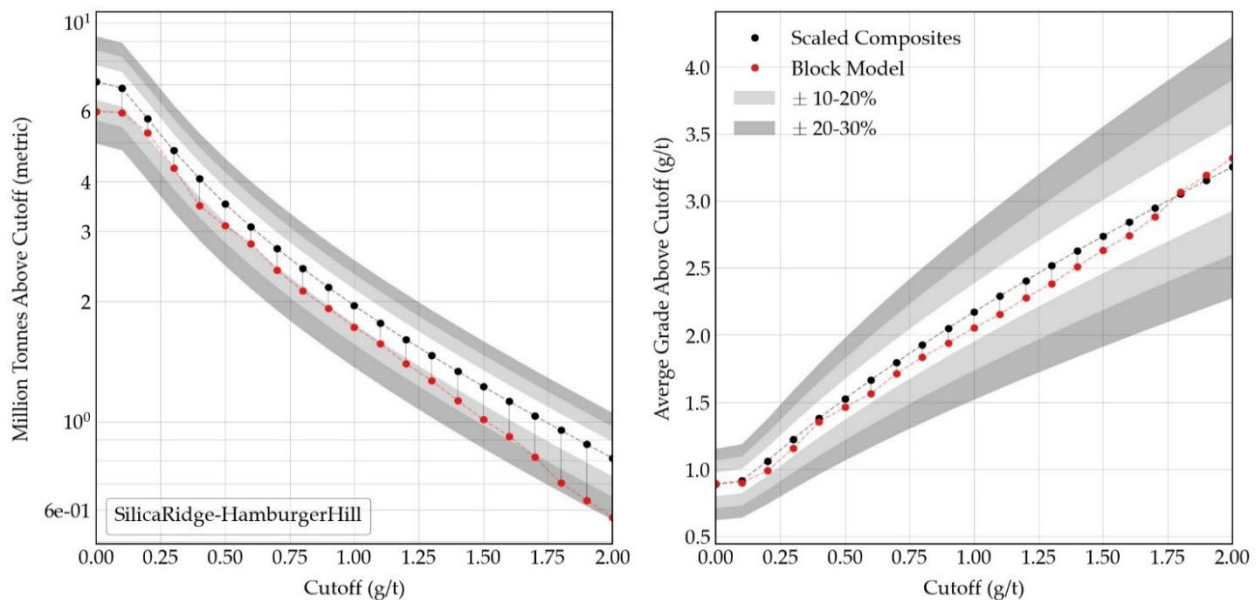 10¹
6
4
3
2
10⁰
6e-01
Million Tonnes Above Cutoff (metric)
SilicaRidge-HamburgerHill
0.00 0.25 0.50 0.75 1.00 1.25 1.50 1.75 2.00
Cutoff (g/t)
Scaled Composites
Block Model
± 10-20%
± 20-30%
4.0
3.5
3.0
2.5
2.0
1.5
1.0
0.5
Averge Grade Above Cutoff (g/t)
0.00 0.25 0.50 0.75 1.00 1.25 1.50 1.75 2.00
Cutoff (g/t)